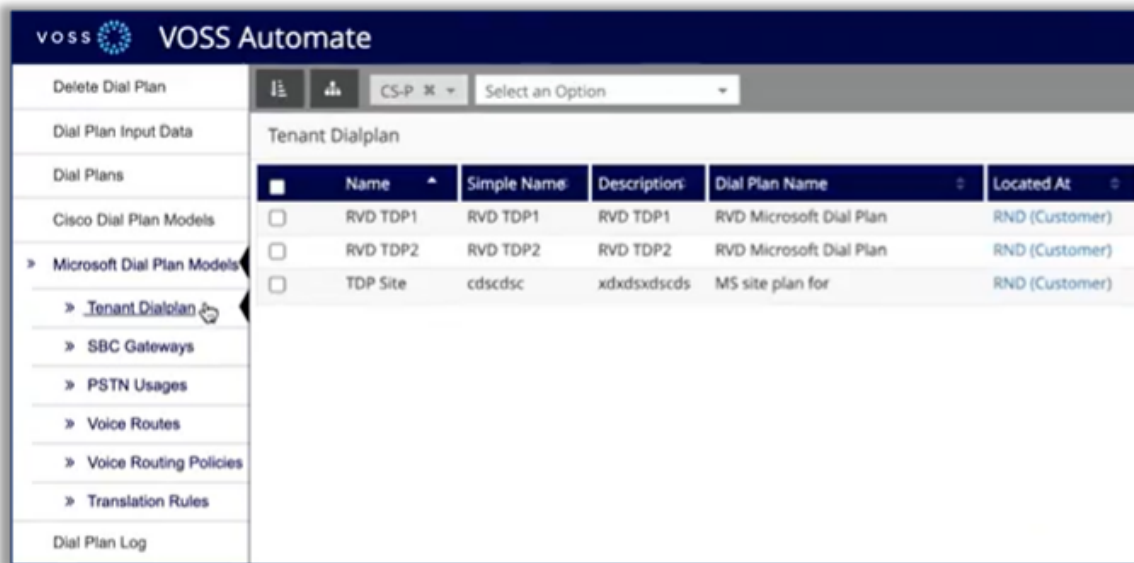 voss VOSS Automate
Delete Dial Plan
Dial Plan Input Data
Dial Plans
Cisco Dial Plan Models
» Microsoft Dial Plan Models
» Tenant Dialplan
» SBC Gateways
» PSTN Usages
» Voice Routes
» Voice Routing Policies
» Translation Rules
Dial Plan Log
CS-P Select an Option
Tenant Dialplan
Name Simple Name Description Dial Plan Name Located At
RVD TDP1 RVD TDP1 RVD TDP1 RVD Microsoft Dial Plan RND (Customer)
RVD TDP2 RVD TDP2 RVD TDP2 RVD Microsoft Dial Plan RND (Customer)
TDP Site cdscdsc xdxdsxdscds MS site plan for RND (Customer)